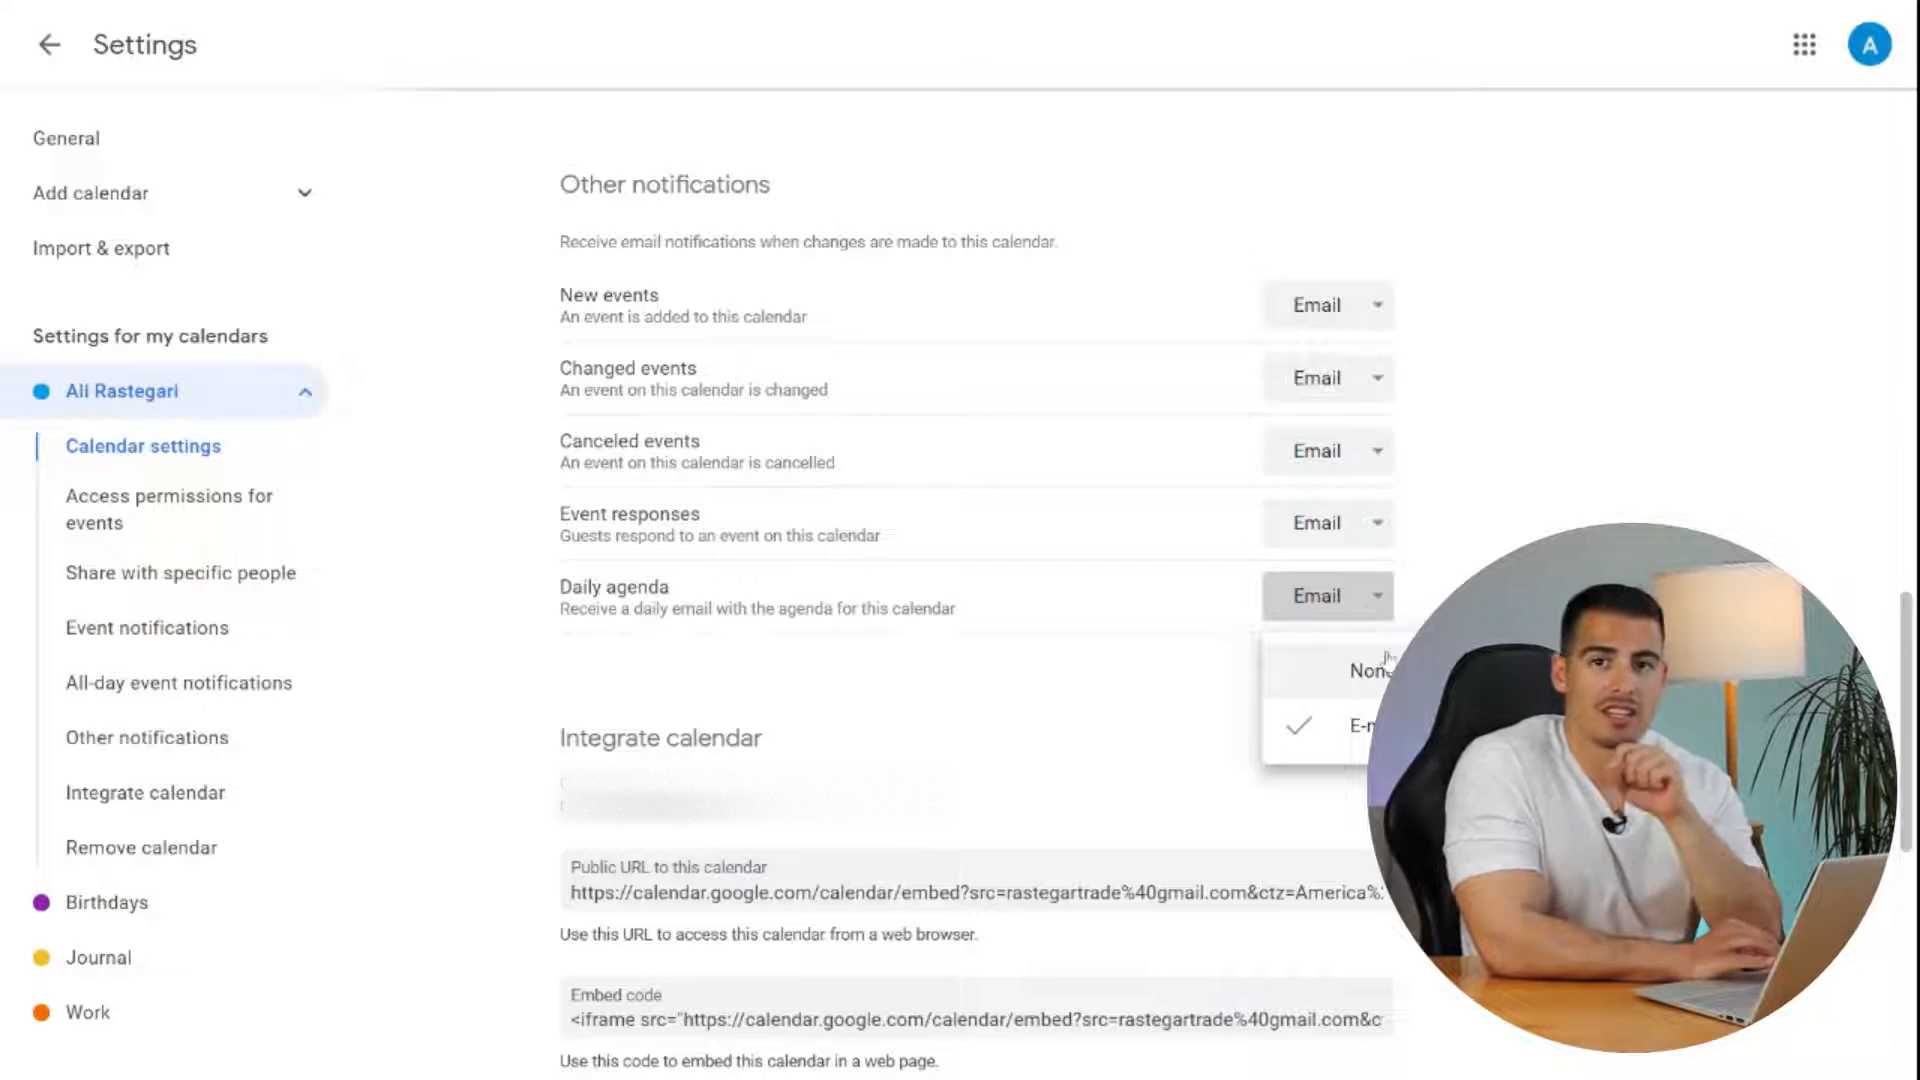 Settings
A
General
Add calendar
Import & export
Settings for my calendars
Ali Rastegari
Calendar settings
Access permissions for
events
Share with specific people
Event notifications
All-day event notifications
Other notifications
Integrate calendar
Remove calendar
Birthdays
Journal
Work
Other notifications
Receive email notifications when changes are made to this calendar.
New events
An event is added to this calendar
Email
Changed events
An event on this calendar is changed
Email
Canceled events
An event on this calendar is cancelled
Email
Event responses
Guests respond to an event on this calendar
Email
Daily agenda
Receive a daily email with the agenda for this calendar
Email
None
Integrate calendar
Public URL to this calendar
https://calendar.google.com/calendar/embed?src=rastegartrade%40gmail.com&ctz=America%
Use this URL to access this calendar from a web browser.
Embed code
<iframe src="https://calendar.google.com/calendar/embed?src=rastegartrade%40gmail.com&c
Use this code to embed this calendar in a web page.